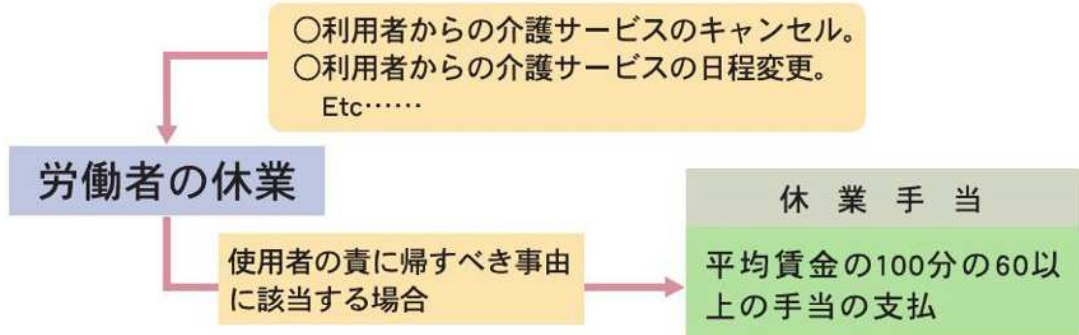 ○利用者からの介護サービスのキャンセル。
○利用者からの介護サービスの日程変更。
Etc……
労働者の休業
使用者の責に帰すべき事由
に該当する場合
休業手当
平均賃金の100分の60以
上の手当の支払